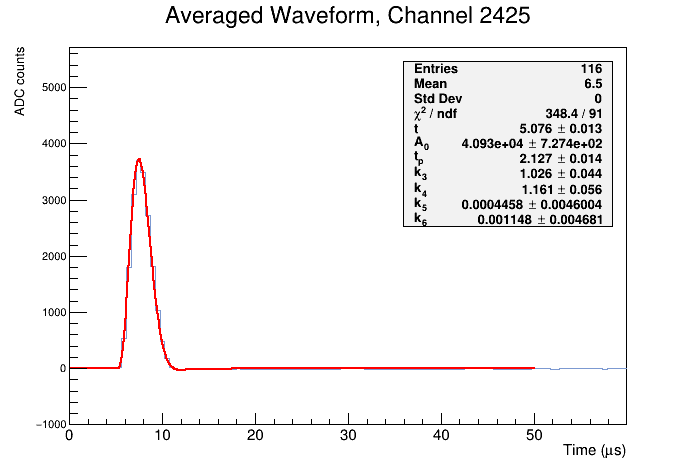 Averaged Waveform, Channel 2425
ADC counts
Entries 116
Mean 6.5
Std Dev 0
χ² / ndf 348.4 / 91
t 5.076 ± 0.013
A₀ 4.093e+04 ± 7.274e+02
tₚ 2.127 ± 0.014
k₃ 1.026 ± 0.044
k₄ 1.161 ± 0.056
k₅ 0.0004458 ± 0.0046004
k₆ 0.001148 ± 0.004681
5000
4000
3000
2000
1000
0
−1000
0 10 20 30 40 50
Time (μs)